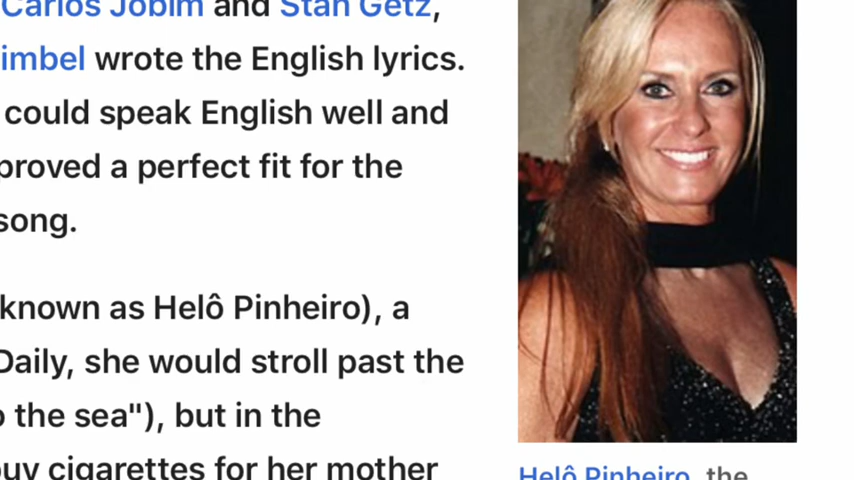 Carlos Jobim and Stan Getz,
imbel wrote the English lyrics.
could speak English well and
proved a perfect fit for the
song.
known as Helô Pinheiro), a
Daily, she would stroll past the
o the sea"), but in the
buy cigarettes for her mother
Helô Pinheiro, the